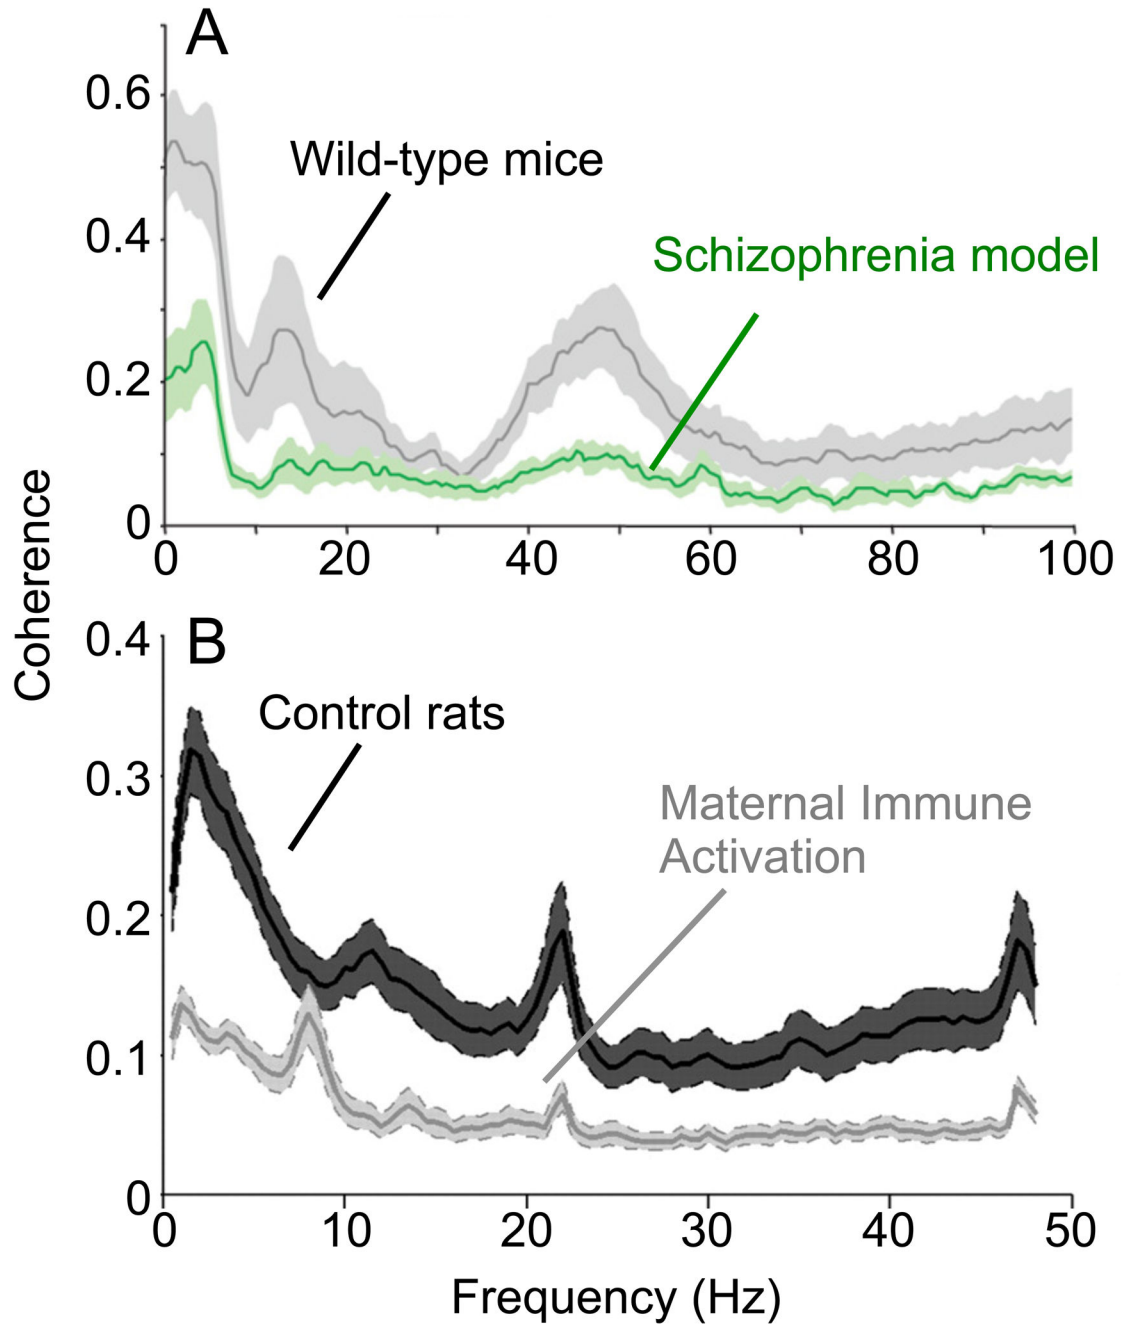 A
0.6
Wild-type mice
0.4
Schizophrenia model
0.2
0
0 20 40 60 80 100
Coherence
B
0.4
Control rats
0.3
Maternal Immune
Activation
0.2
0.1
0
0 10 20 30 40 50
Frequency (Hz)